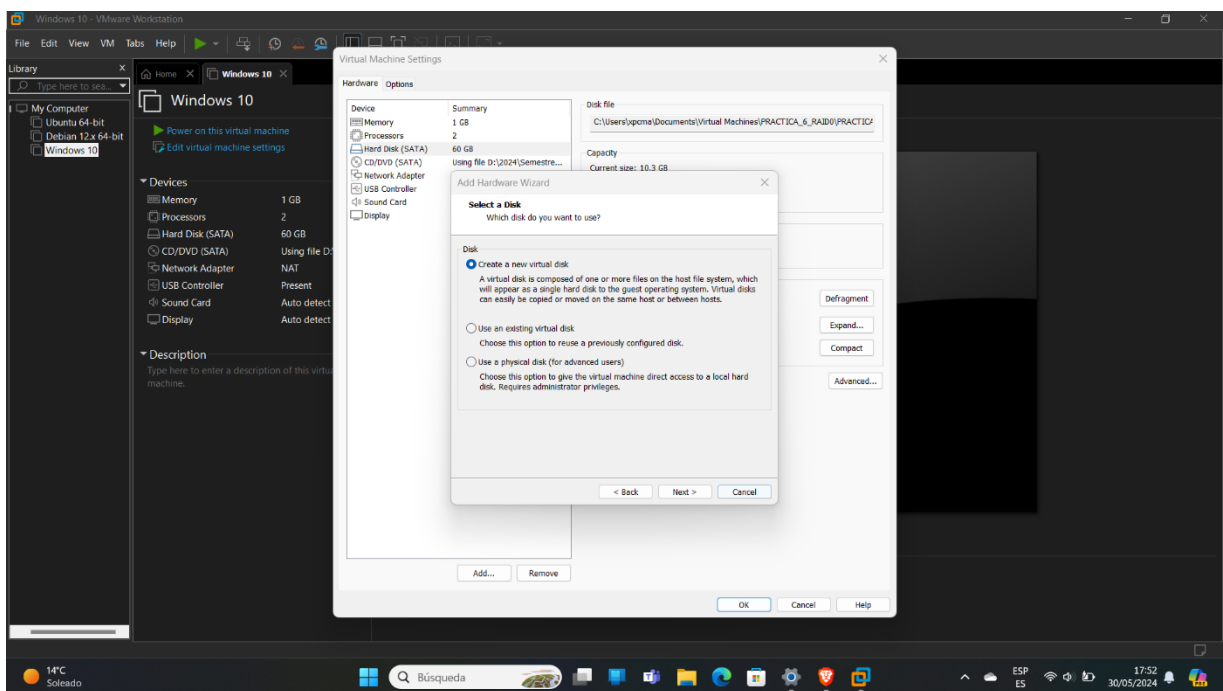 Windows 10 - VMware Workstation
File Edit View VM Tabs Help
Library X
Type here to sea...
My Computer
Ubuntu 64-bit
Debian 12.x 64-bit
Windows 10
Home X Windows 10 X
Windows 10
Power on this virtual machine
Edit virtual machine settings
Devices
Memory 1 GB
Processors 2
Hard Disk (SATA) 60 GB
CD/DVD (SATA) Using file D:
Network Adapter NAT
USB Controller Present
Sound Card Auto detect
Display Auto detect
Description
Type here to enter a description of this virtu
machine.
Virtual Machine Settings
Hardware Options
Device Summary
Memory 1 GB
Processors 2
Hard Disk (SATA) 60 GB
CD/DVD (SATA) Using file D:\2024\Semestre...
Network Adapter
USB Controller
Sound Card
Display
Add... Remove
Disk file
C:\Users\xpcma\Documents\Virtual Machines\PRACTICA_6_RAID0\PRACTICA
Capacity
Current size: 10.3 GB
Defragment
Expand...
Compact
Advanced...
OK Cancel Help
Add Hardware Wizard
Select a Disk
Which disk do you want to use?
Disk
Create a new virtual disk
A virtual disk is composed of one or more files on the host file system, which
will appear as a single hard disk to the guest operating system. Virtual disks
can easily be copied or moved on the same host or between hosts.
Use an existing virtual disk
Choose this option to reuse a previously configured disk.
Use a physical disk (for advanced users)
Choose this option to give the virtual machine direct access to a local hard
disk. Requires administrator privileges.
< Back Next > Cancel
14°C
Soleado
Búsqueda
ESP
ES
17:52
30/05/2024